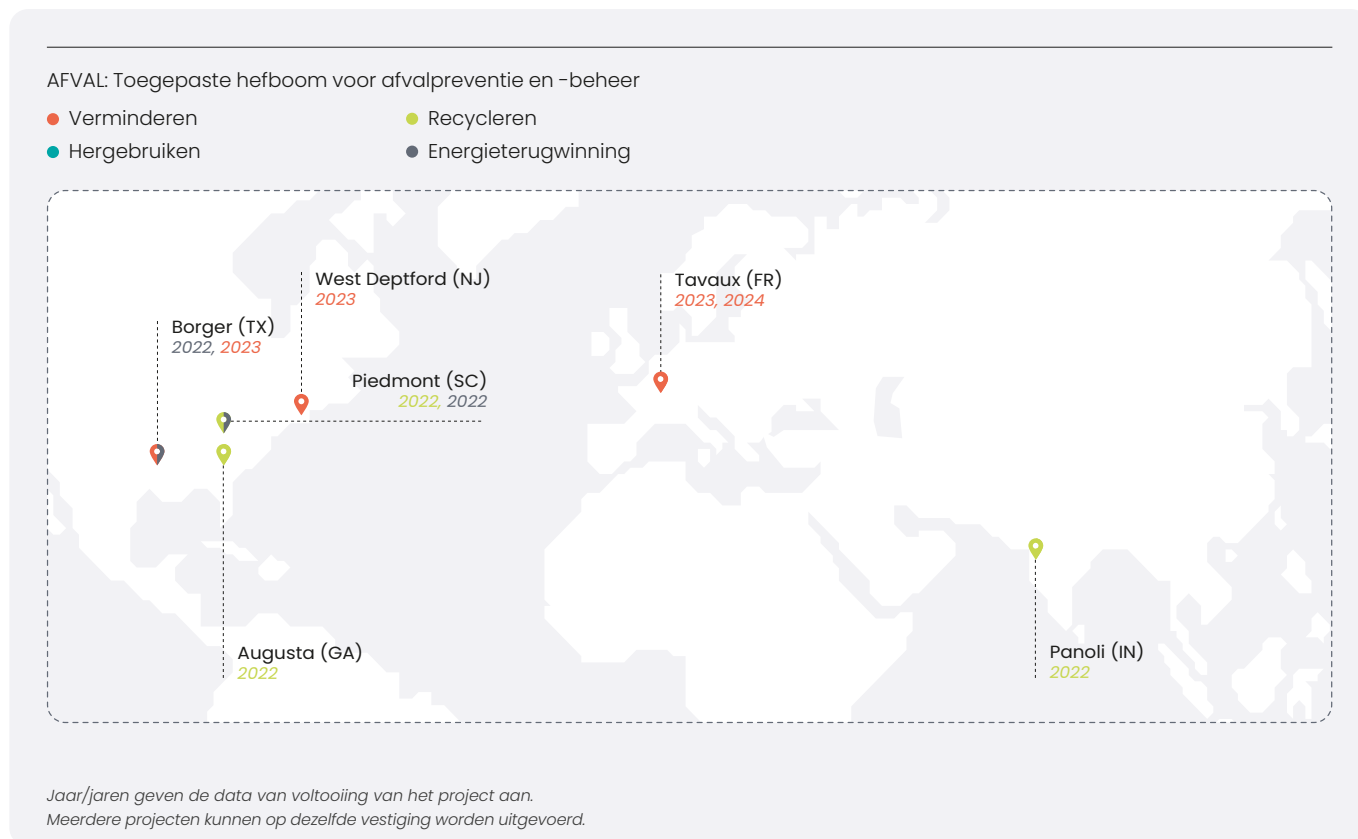 AFVAL: Toegepaste hefboom voor afvalpreventie en -beheer
Verminderen
Recycleren
Hergebruiken
Energieterugwinning
West Deptford (NJ)
2023
Tavaux (FR)
2023, 2024
Borger (TX)
2022, 2023
Piedmont (SC)
2022, 2022
Augusta (GA)
2022
Panoli (IN)
2022
Jaar/jaren geven de data van voltooiing van het project aan.
Meerdere projecten kunnen op dezelfde vestiging worden uitgevoerd.